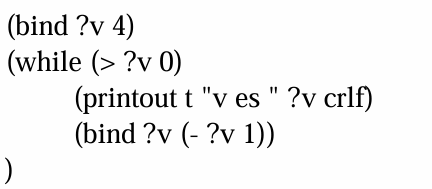 (bind ?v 4)
(while (> ?v 0)
(printout t "v es " ?v crlf)
(bind ?v (- ?v 1))
)